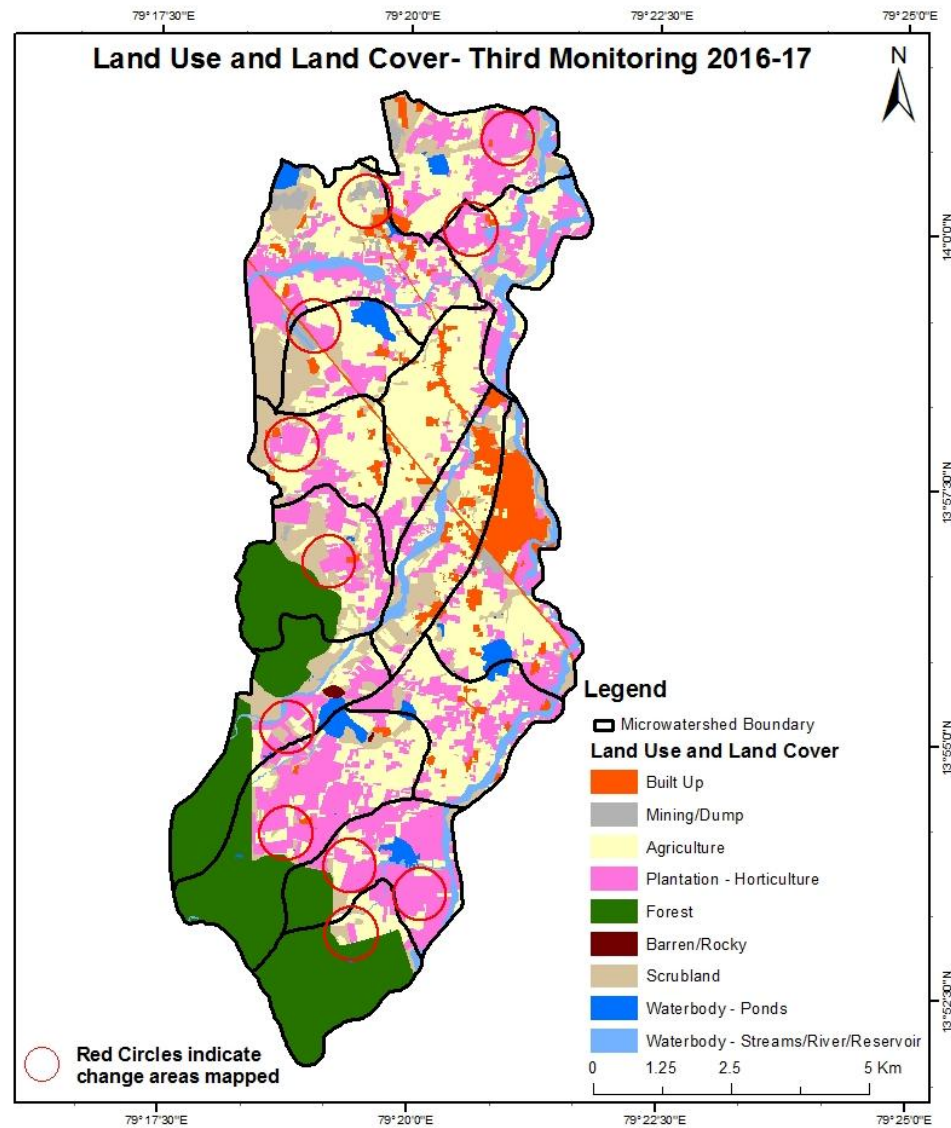 79°17'30"E 79°20'0"E 79°22'30"E 79°25'0"E
Land Use and Land Cover- Third Monitoring 2016-17
N
14°0'0"N
13°57'30"N
Legend
Microwatershed Boundary
Land Use and Land Cover
13°55'0"N
Built Up
Mining/Dump
Agriculture
Plantation - Horticulture
Forest
Barren/Rocky
Scrubland
13°52'30"N
Waterbody - Ponds
Waterbody - Streams/River/Reservoir
Red Circles indicate
change areas mapped
0 1.25 2.5 5 Km
79°17'30"E 79°20'0"E 79°22'30"E 79°25'0"E